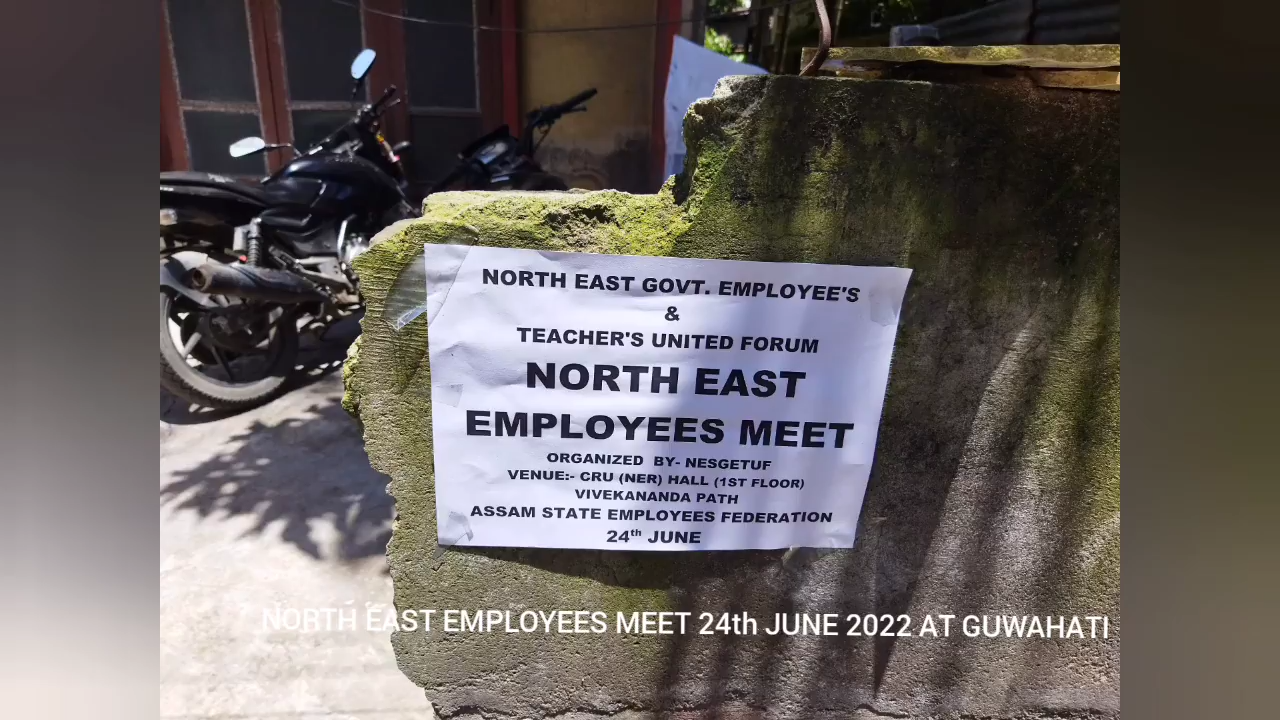 NORTH EAST GOVT. EMPLOYEE'S
&
TEACHER'S UNITED FORUM
NORTH EAST
EMPLOYEES MEET
ORGANIZED BY- NESGETUF
VENUE:- CRU (NER) HALL (1ST FLOOR)
VIVEKANANDA PATH
ASSAM STATE EMPLOYEES FEDERATION
24th JUNE
NORTH EAST EMPLOYEES MEET 24th JUNE 2022 AT GUWAHATI